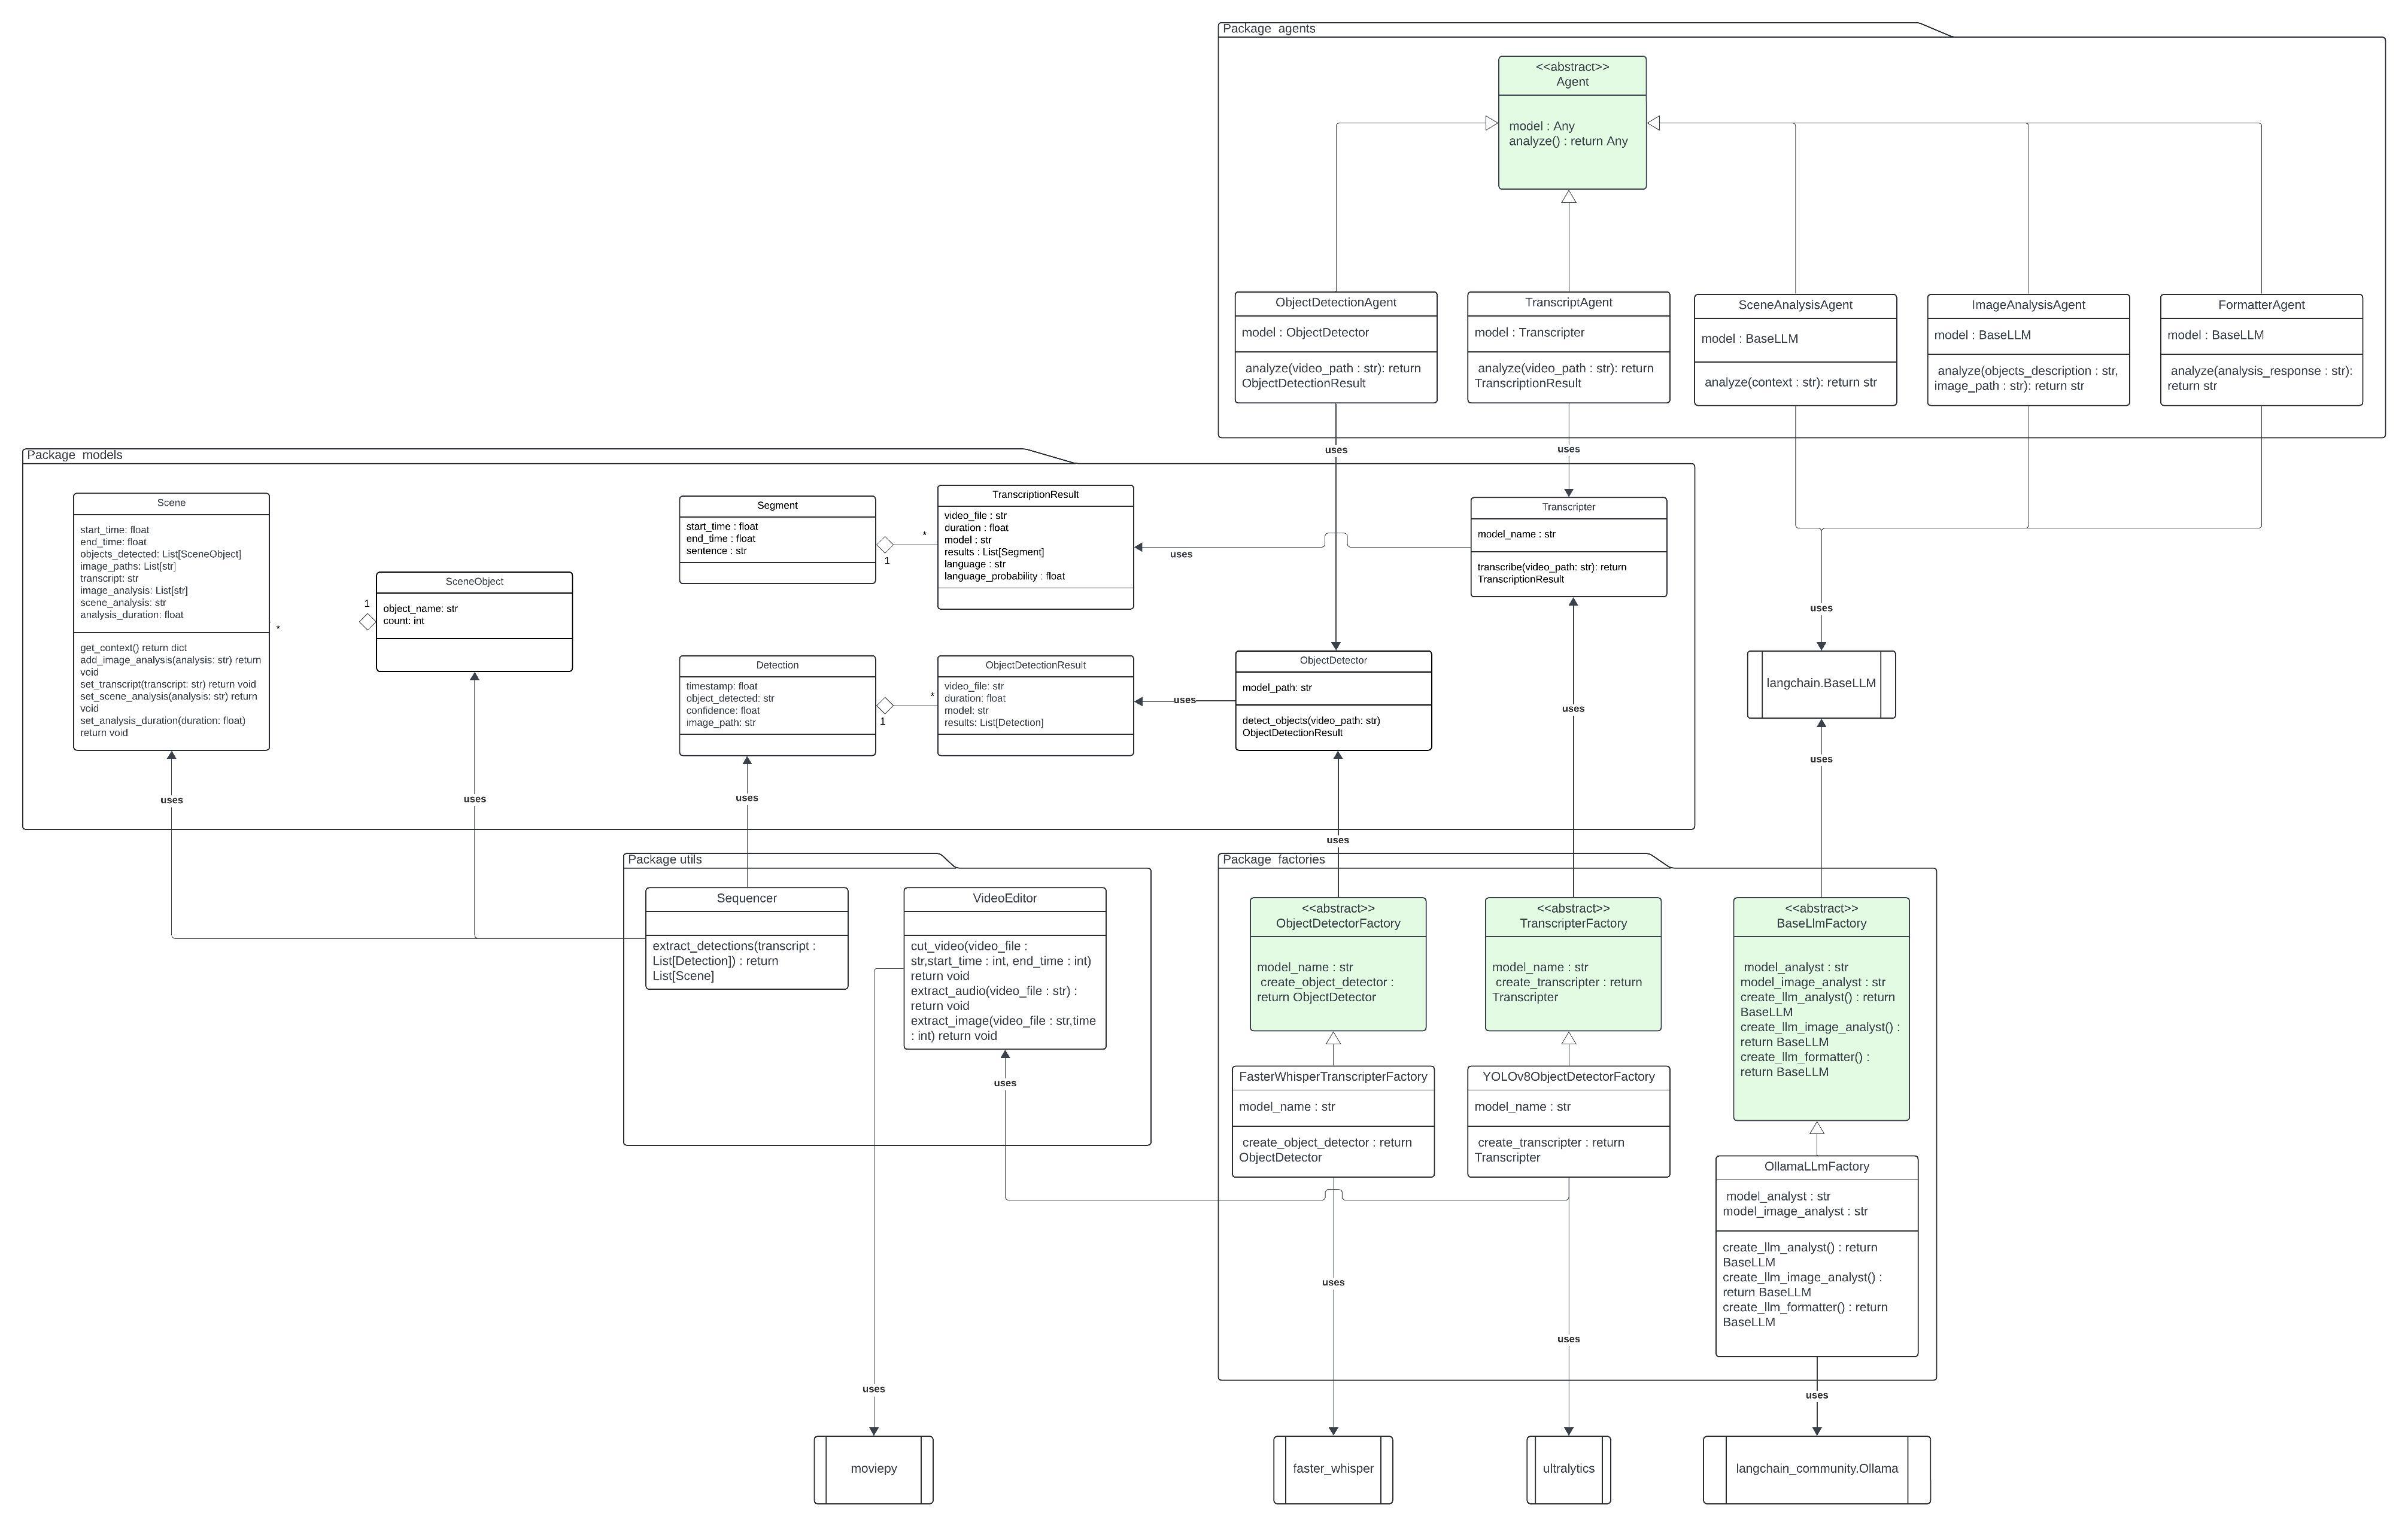 Package agents
<<abstract>>
Agent
model : Any
analyze() : return Any
ObjectDetectionAgent
model : ObjectDetector
analyze(video_path : str): return
ObjectDetectionResult
TranscriptAgent
model : Transcripter
analyze(video_path : str): return
TranscriptionResult
SceneAnalysisAgent
model : BaseLLM
analyze(context : str): return str
ImageAnalysisAgent
model : BaseLLM
analyze(objects_description : str,
image_path : str): return str
FormatterAgent
model : BaseLLM
analyze(analysis_response : str):
return str
uses
uses
Package models
Scene
start_time: float
end_time: float
objects_detected: List[SceneObject]
image_paths: List[str]
transcript: str
image_analysis: List[str]
scene_analysis: str
analysis_duration: float
get_context() return dict
add_image_analysis(analysis: str) return
void
set_transcript(transcript: str) return void
set_scene_analysis(analysis: str) return
void
set_analysis_duration(duration: float)
return void
*
1
SceneObject
object_name: str
count: int
Segment
start_time : float
end_time : float
sentence : str
1
*
TranscriptionResult
video_file : str
duration : float
model : str
results : List[Segment]
language : str
language_probability : float
uses
Transcripter
model_name : str
transcribe(video_path: str): return
TranscriptionResult
Detection
timestamp: float
object_detected: str
confidence: float
image_path: str
1
*
ObjectDetectionResult
video_file: str
duration: float
model: str
results: List[Detection]
uses
ObjectDetector
model_path: str
detect_objects(video_path: str)
ObjectDetectionResult
uses
uses
langchain.BaseLLM
uses
uses
uses
uses
uses
Package utils
Sequencer
extract_detections(transcript :
List[Detection]) : return
List[Scene]
VideoEditor
cut_video(video_file :
str,start_time : int, end_time : int)
return void
extract_audio(video_file : str) :
return void
extract_image(video_file : str,time
: int) return void
uses
Package factories
<<abstract>>
ObjectDetectorFactory
model_name : str
create_object_detector :
return ObjectDetector
<<abstract>>
TranscripterFactory
model_name : str
create_transcripter : return
Transcripter
<<abstract>>
BaseLlmFactory
model_analyst : str
model_image_analyst : str
create_llm_analyst() : return
BaseLLM
create_llm_image_analyst() :
return BaseLLM
create_llm_formatter() :
return BaseLLM
FasterWhisperTranscripterFactory
model_name : str
create_object_detector : return
ObjectDetector
YOLOv8ObjectDetectorFactory
model_name : str
create_transcripter : return
Transcripter
OllamaLLmFactory
model_analyst : str
model_image_analyst : str
create_llm_analyst() : return
BaseLLM
create_llm_image_analyst() :
return BaseLLM
create_llm_formatter() : return
BaseLLM
uses
uses
uses
uses
moviepy
faster_whisper
ultralytics
langchain_community.Ollama